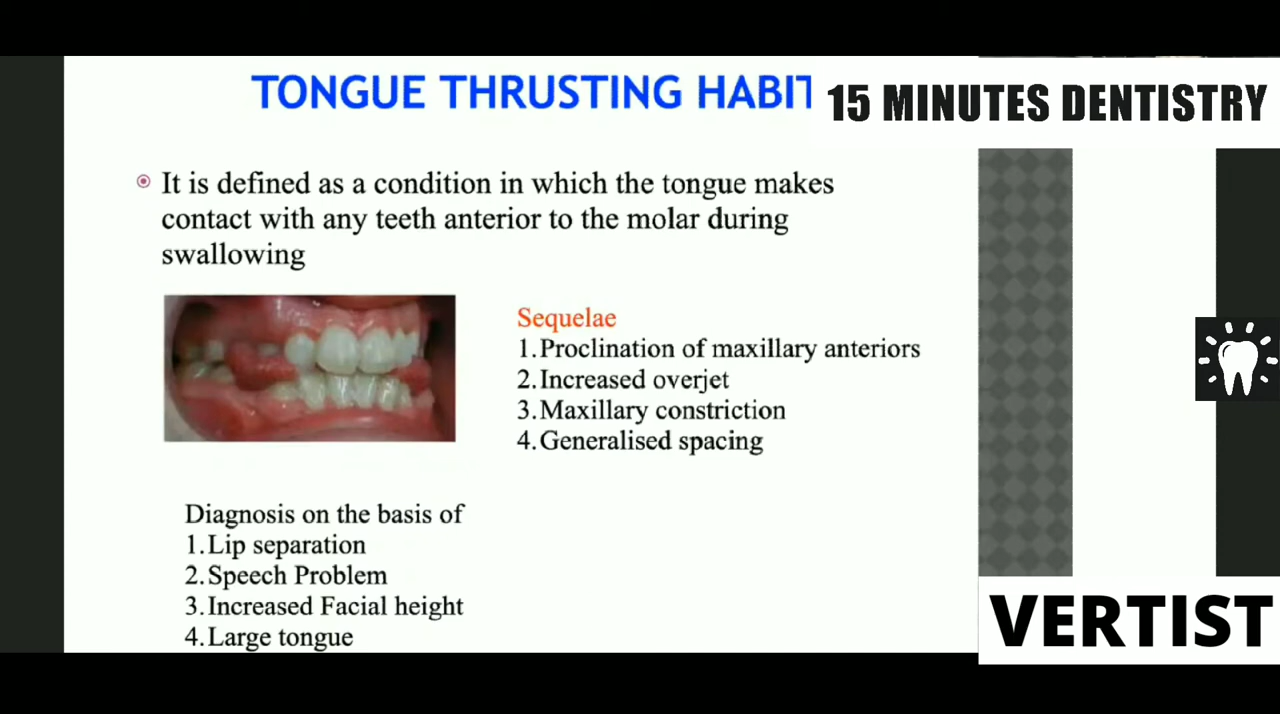 TONGUE THRUSTING HABIT
15 MINUTES DENTISTRY
It is defined as a condition in which the tongue makes
contact with any teeth anterior to the molar during
swallowing
Sequelae
1.Proclination of maxillary anteriors
2.Increased overjet
3.Maxillary constriction
4.Generalised spacing
Diagnosis on the basis of
1.Lip separation
2.Speech Problem
3.Increased Facial height
4.Large tongue
VERTIST